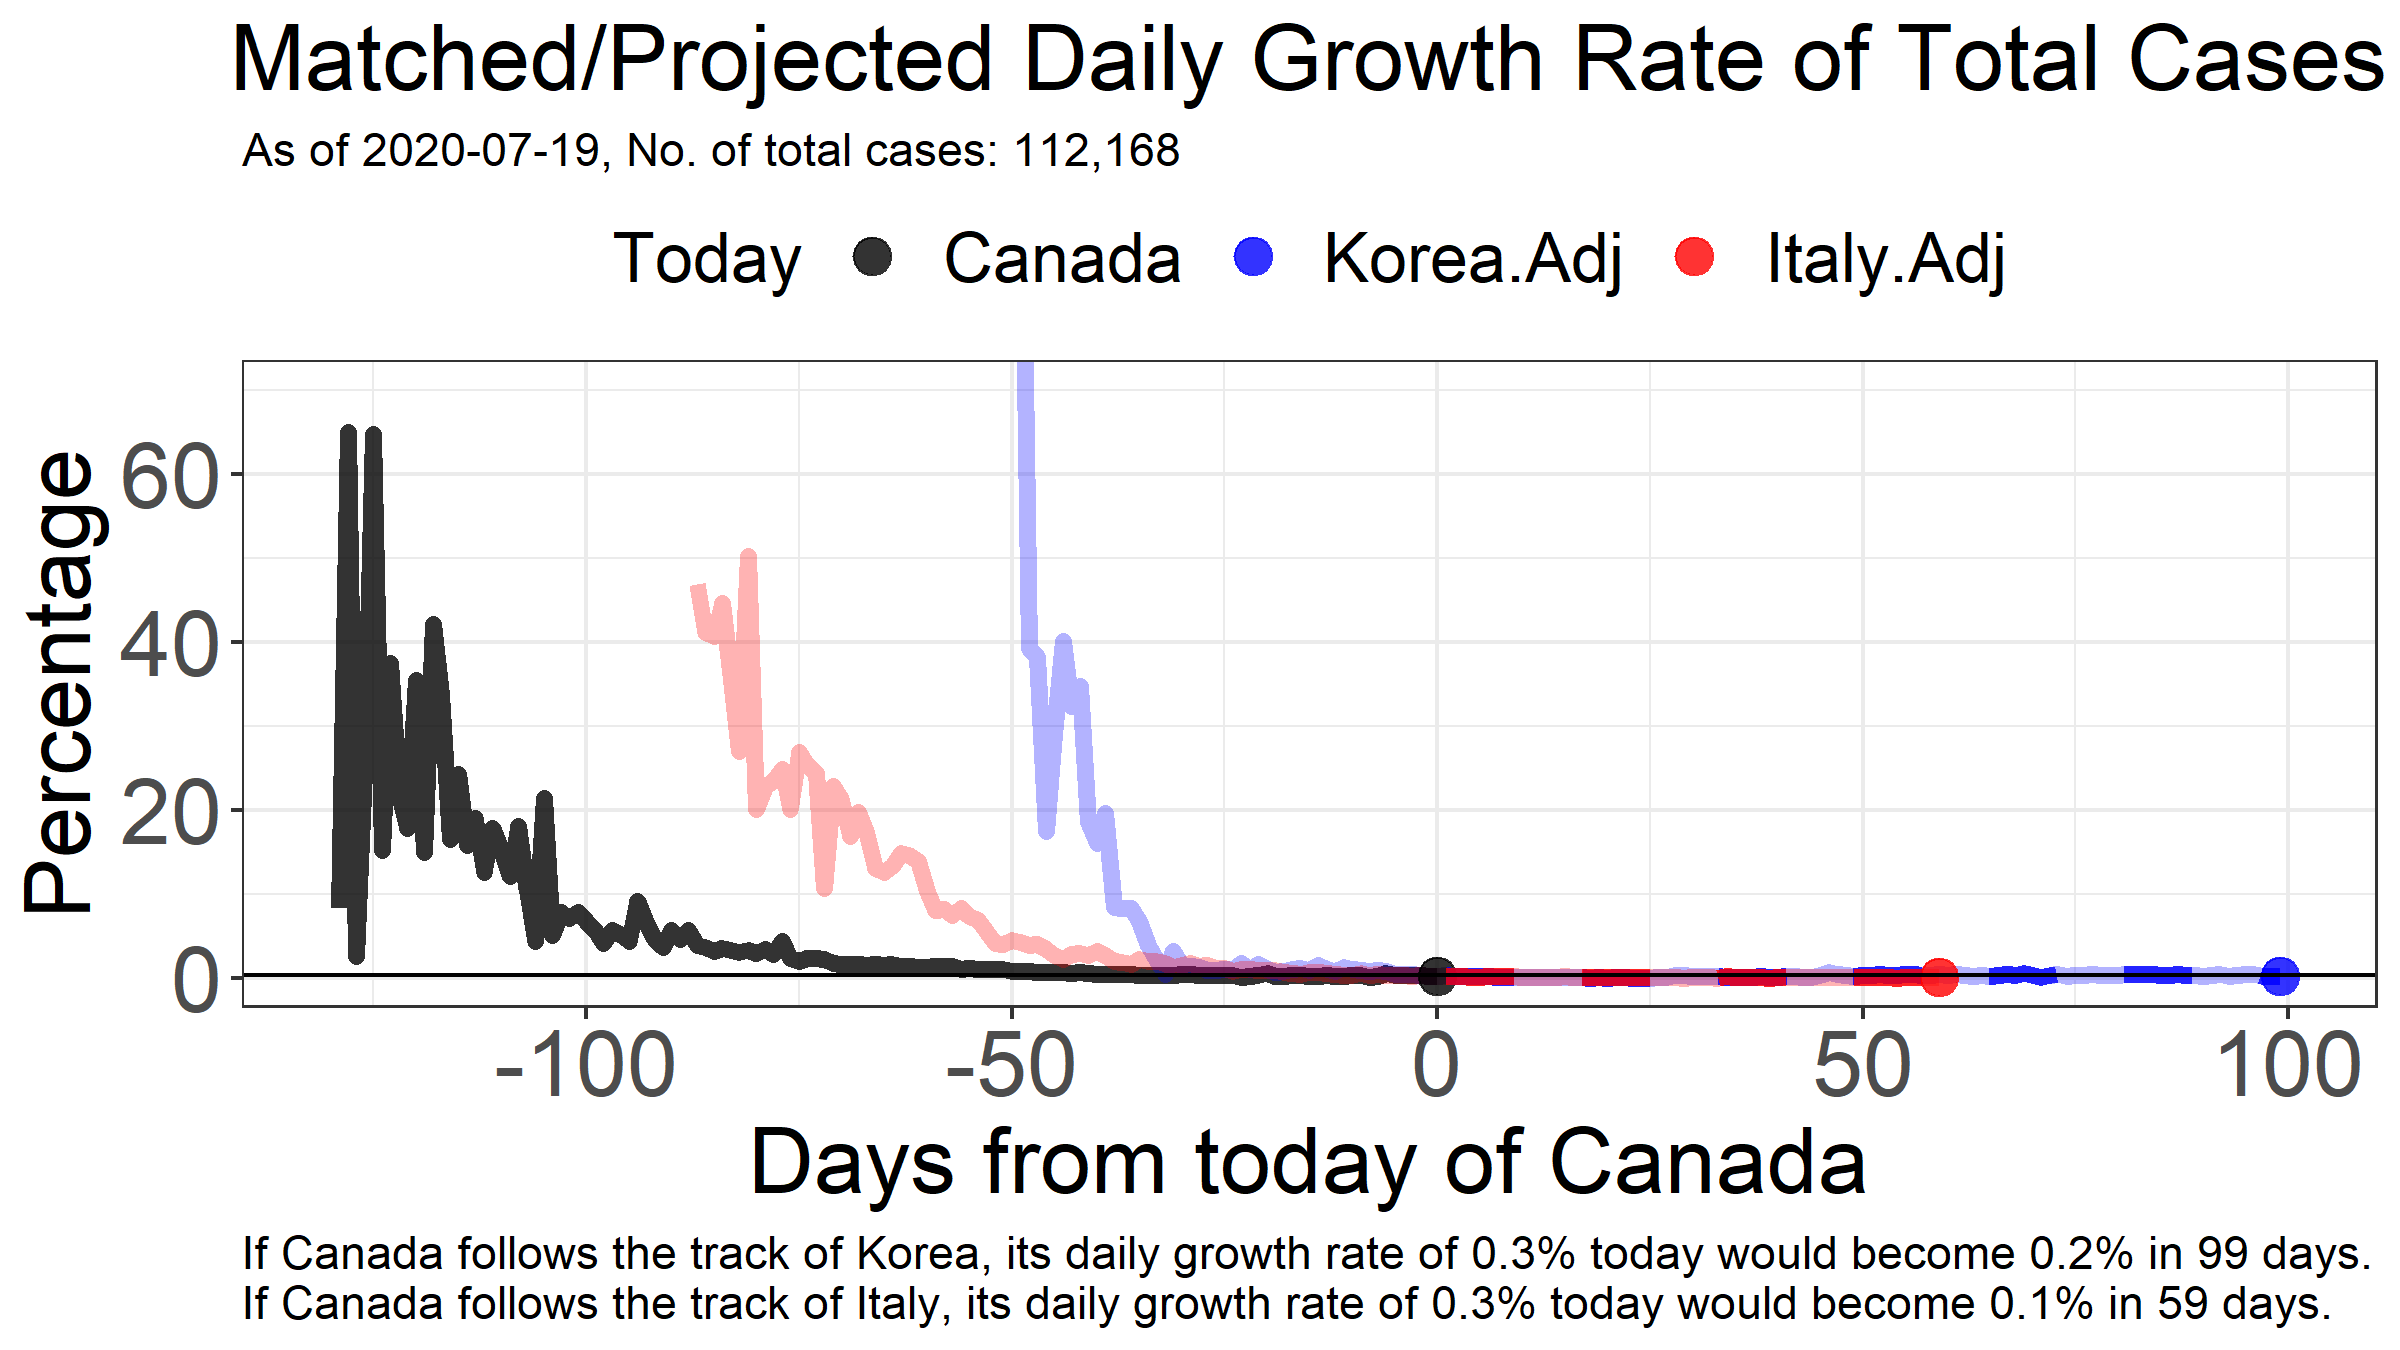 Matched/Projected Daily Growth Rate of Total Cases
As of 2020-07-19, No. of total cases: 112,168
Today Canada Korea.Adj Italy.Adj
Percentage
60
40
20
0
-100 -50 0 50 100
Days from today of Canada
If Canada follows the track of Korea, its daily growth rate of 0.3% today would become 0.2% in 99 days.
If Canada follows the track of Italy, its daily growth rate of 0.3% today would become 0.1% in 59 days.